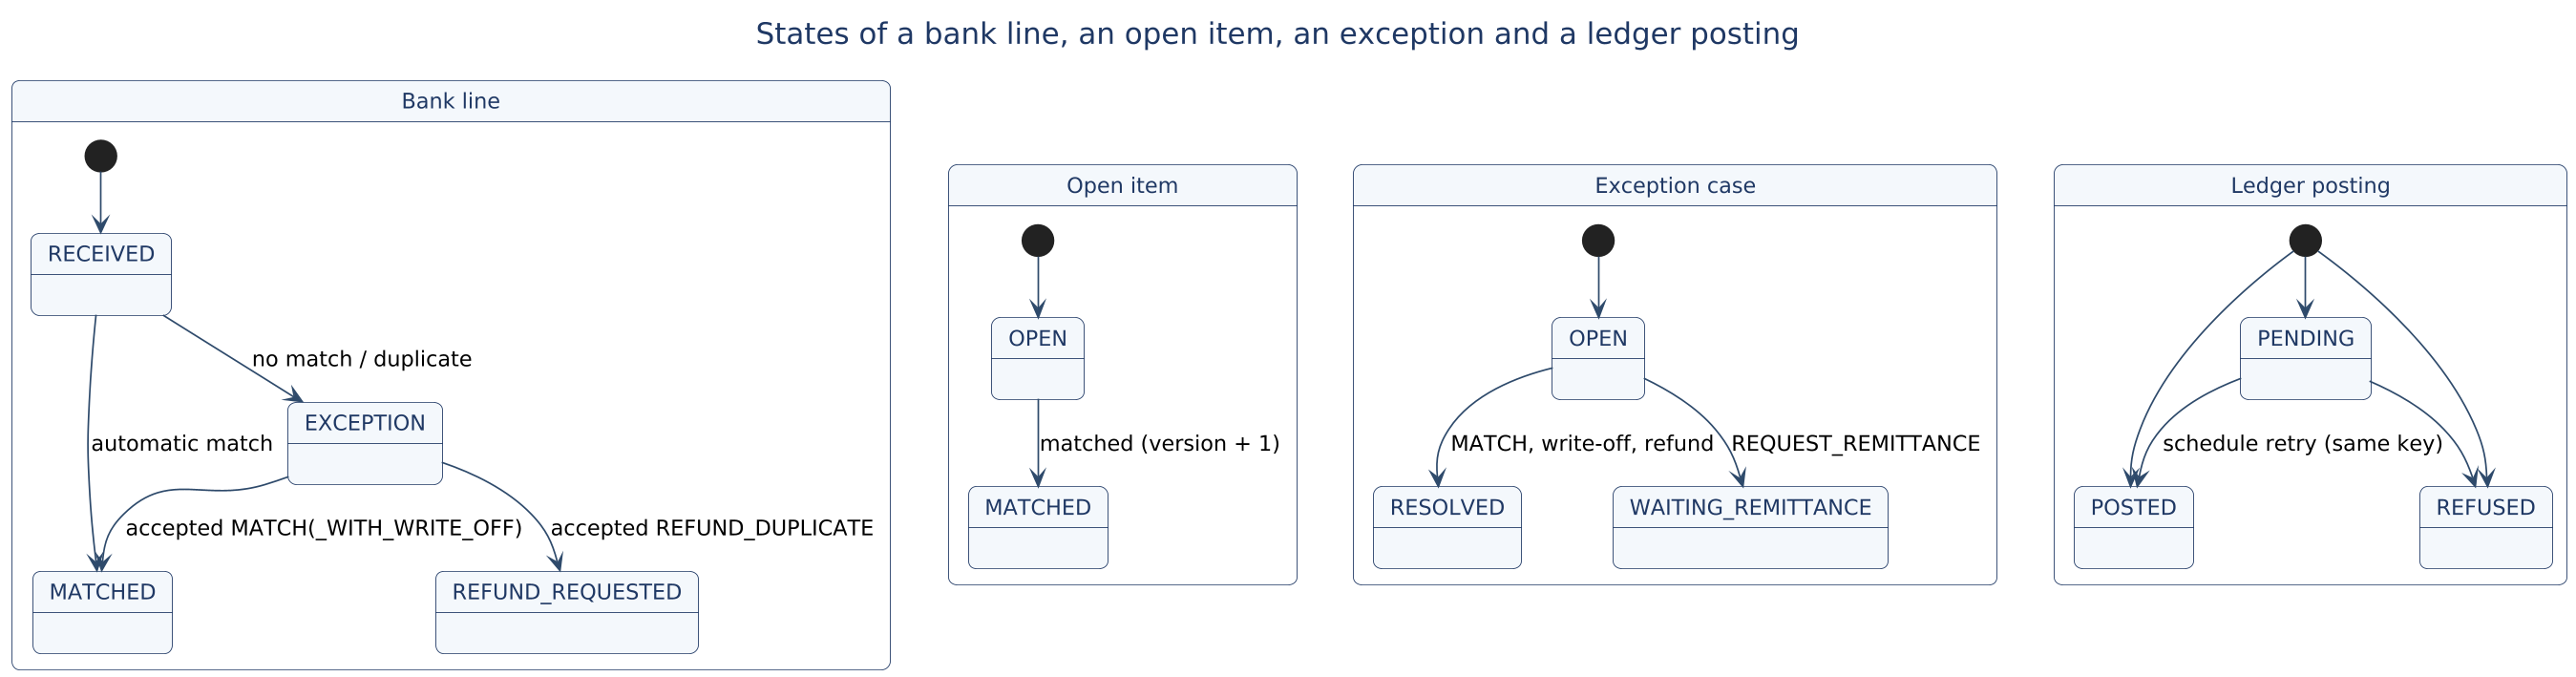 States of a bank line, an open item, an exception and a ledger posting
Bank line
RECEIVED
no match / duplicate
EXCEPTION
automatic match
accepted MATCH(_WITH_WRITE_OFF)
accepted REFUND_DUPLICATE
MATCHED
REFUND_REQUESTED
Open item
OPEN
matched (version + 1)
MATCHED
Exception case
OPEN
MATCH, write-off, refund
REQUEST_REMITTANCE
RESOLVED
WAITING_REMITTANCE
Ledger posting
PENDING
schedule retry (same key)
POSTED
REFUSED